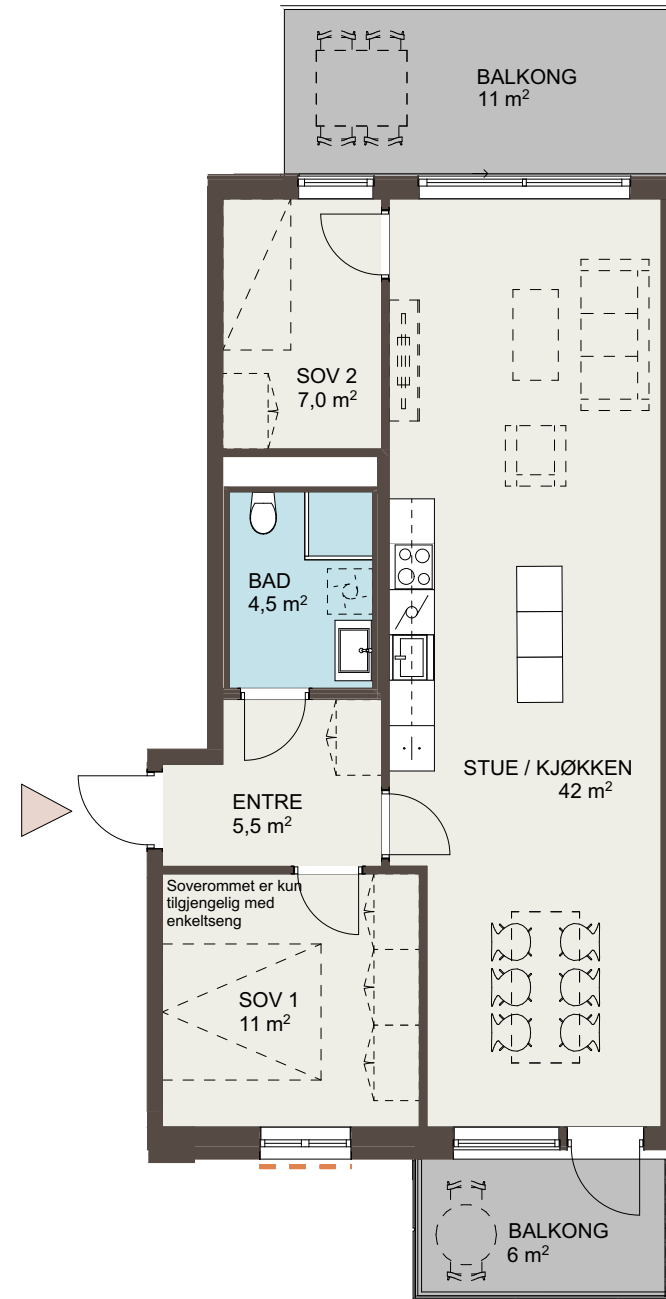 BALKONG
11 m²
SOV 2
7,0 m²
BAD
4,5 m²
STUE / KJØKKEN
42 m²
ENTRE
5,5 m²
Soverommet er kun
tilgjengelig med
enkeltseng
SOV 1
11 m²
BALKONG
6 m²